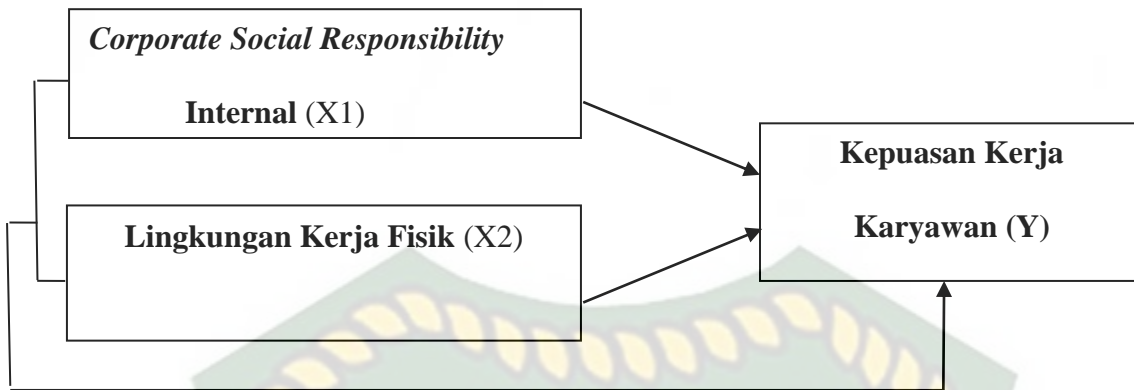 Corporate Social Responsibility
Internal (X1)
Lingkungan Kerja Fisik (X2)
Kepuasan Kerja
Karyawan (Y)